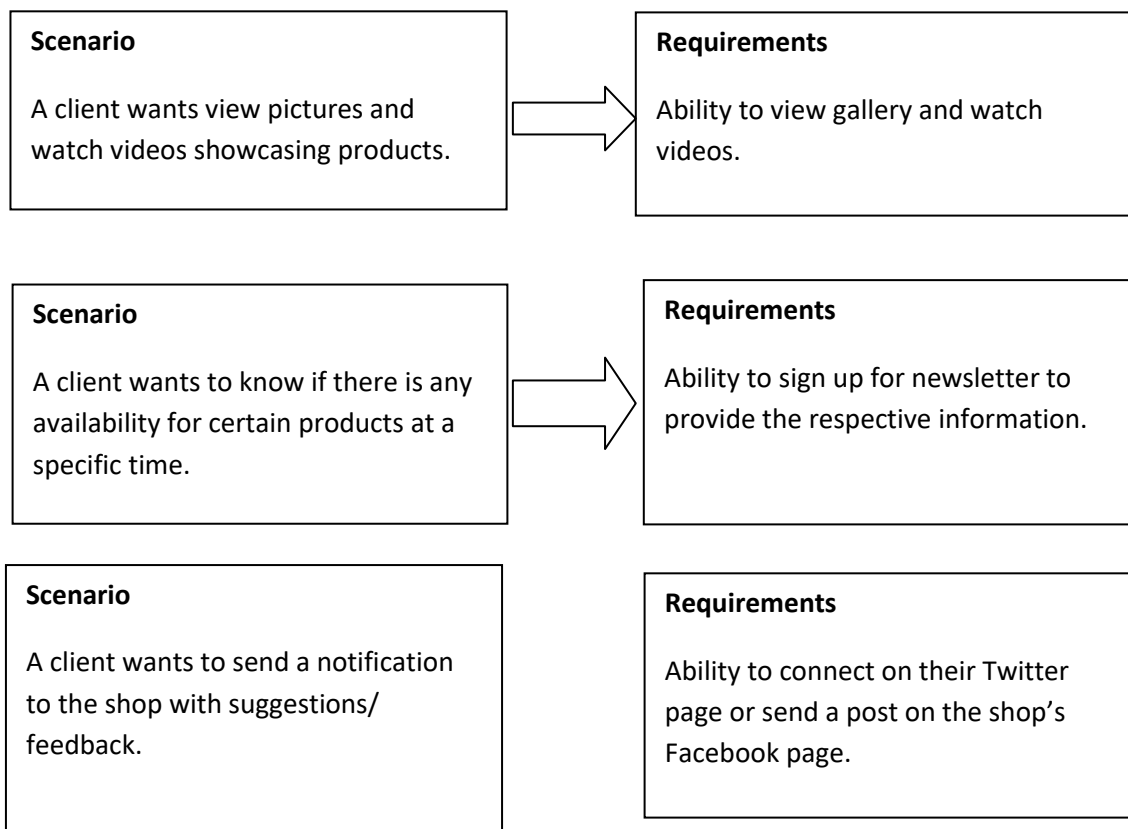 Scenario
A client wants view pictures and
watch videos showcasing products.
Requirements
Ability to view gallery and watch
videos.
Scenario
A client wants to know if there is any
availability for certain products at a
specific time.
Requirements
Ability to sign up for newsletter to
provide the respective information.
Scenario
A client wants to send a notification
to the shop with suggestions/
feedback.
Requirements
Ability to connect on their Twitter
page or send a post on the shop’s
Facebook page.